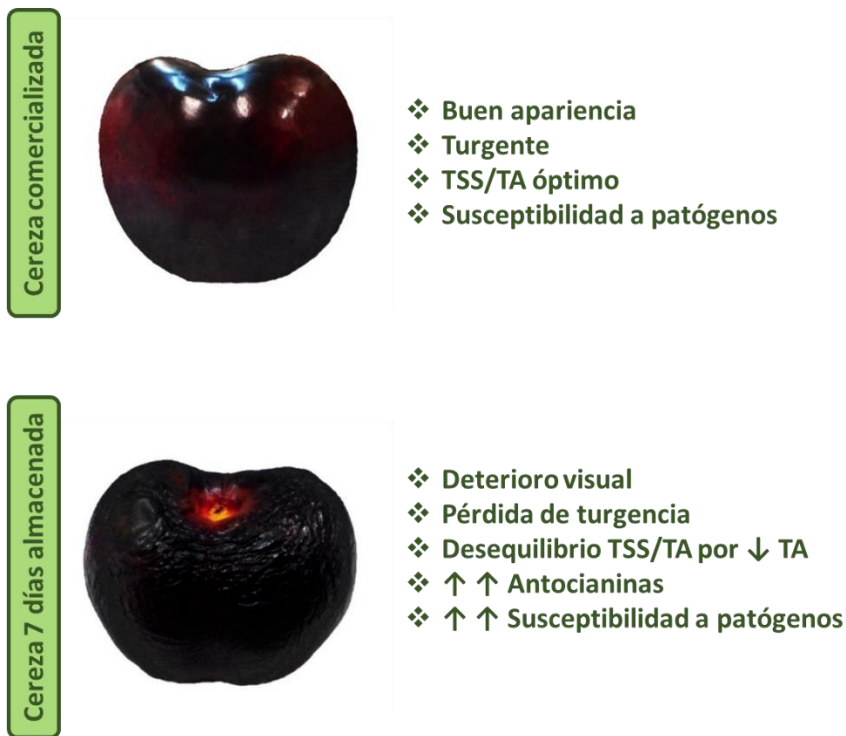 Cereza comercializada
❖ Buen apariencia
❖ Turgente
❖ TSS/TA óptimo
❖ Susceptibilidad a patógenos
Cereza 7 días almacenada
❖ Deterioro visual
❖ Pérdida de turgencia
❖ Desequilibrio TSS/TA por ↓ TA
❖ ↑ ↑ Antocianinas
❖ ↑ ↑ Susceptibilidad a patógenos